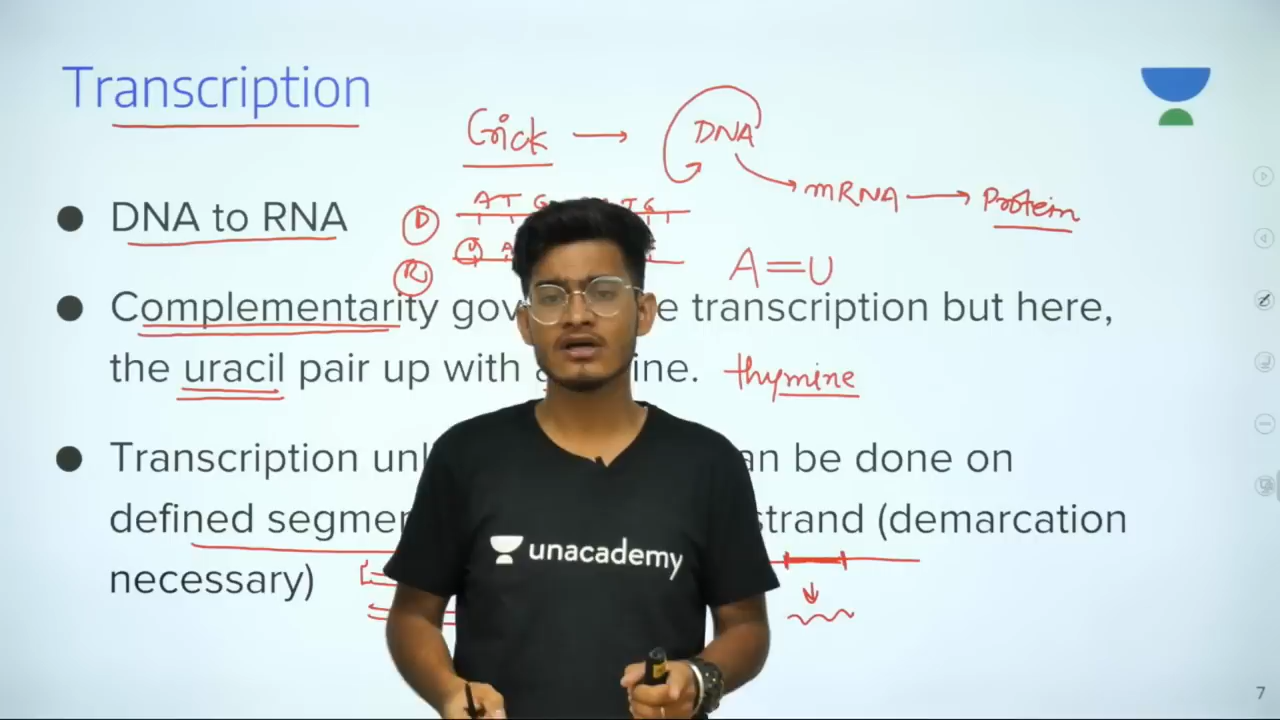 Transcription
Crick → DNA
mRNA → Protein
A T G T G
D
DNA to RNA
U A
R
A=U
Complementarity gov e transcription but here,
the uracil pair up with ine. thymine
Transcription unl an be done on
defined segmen strand (demarcation
necessary)
unacademy
7